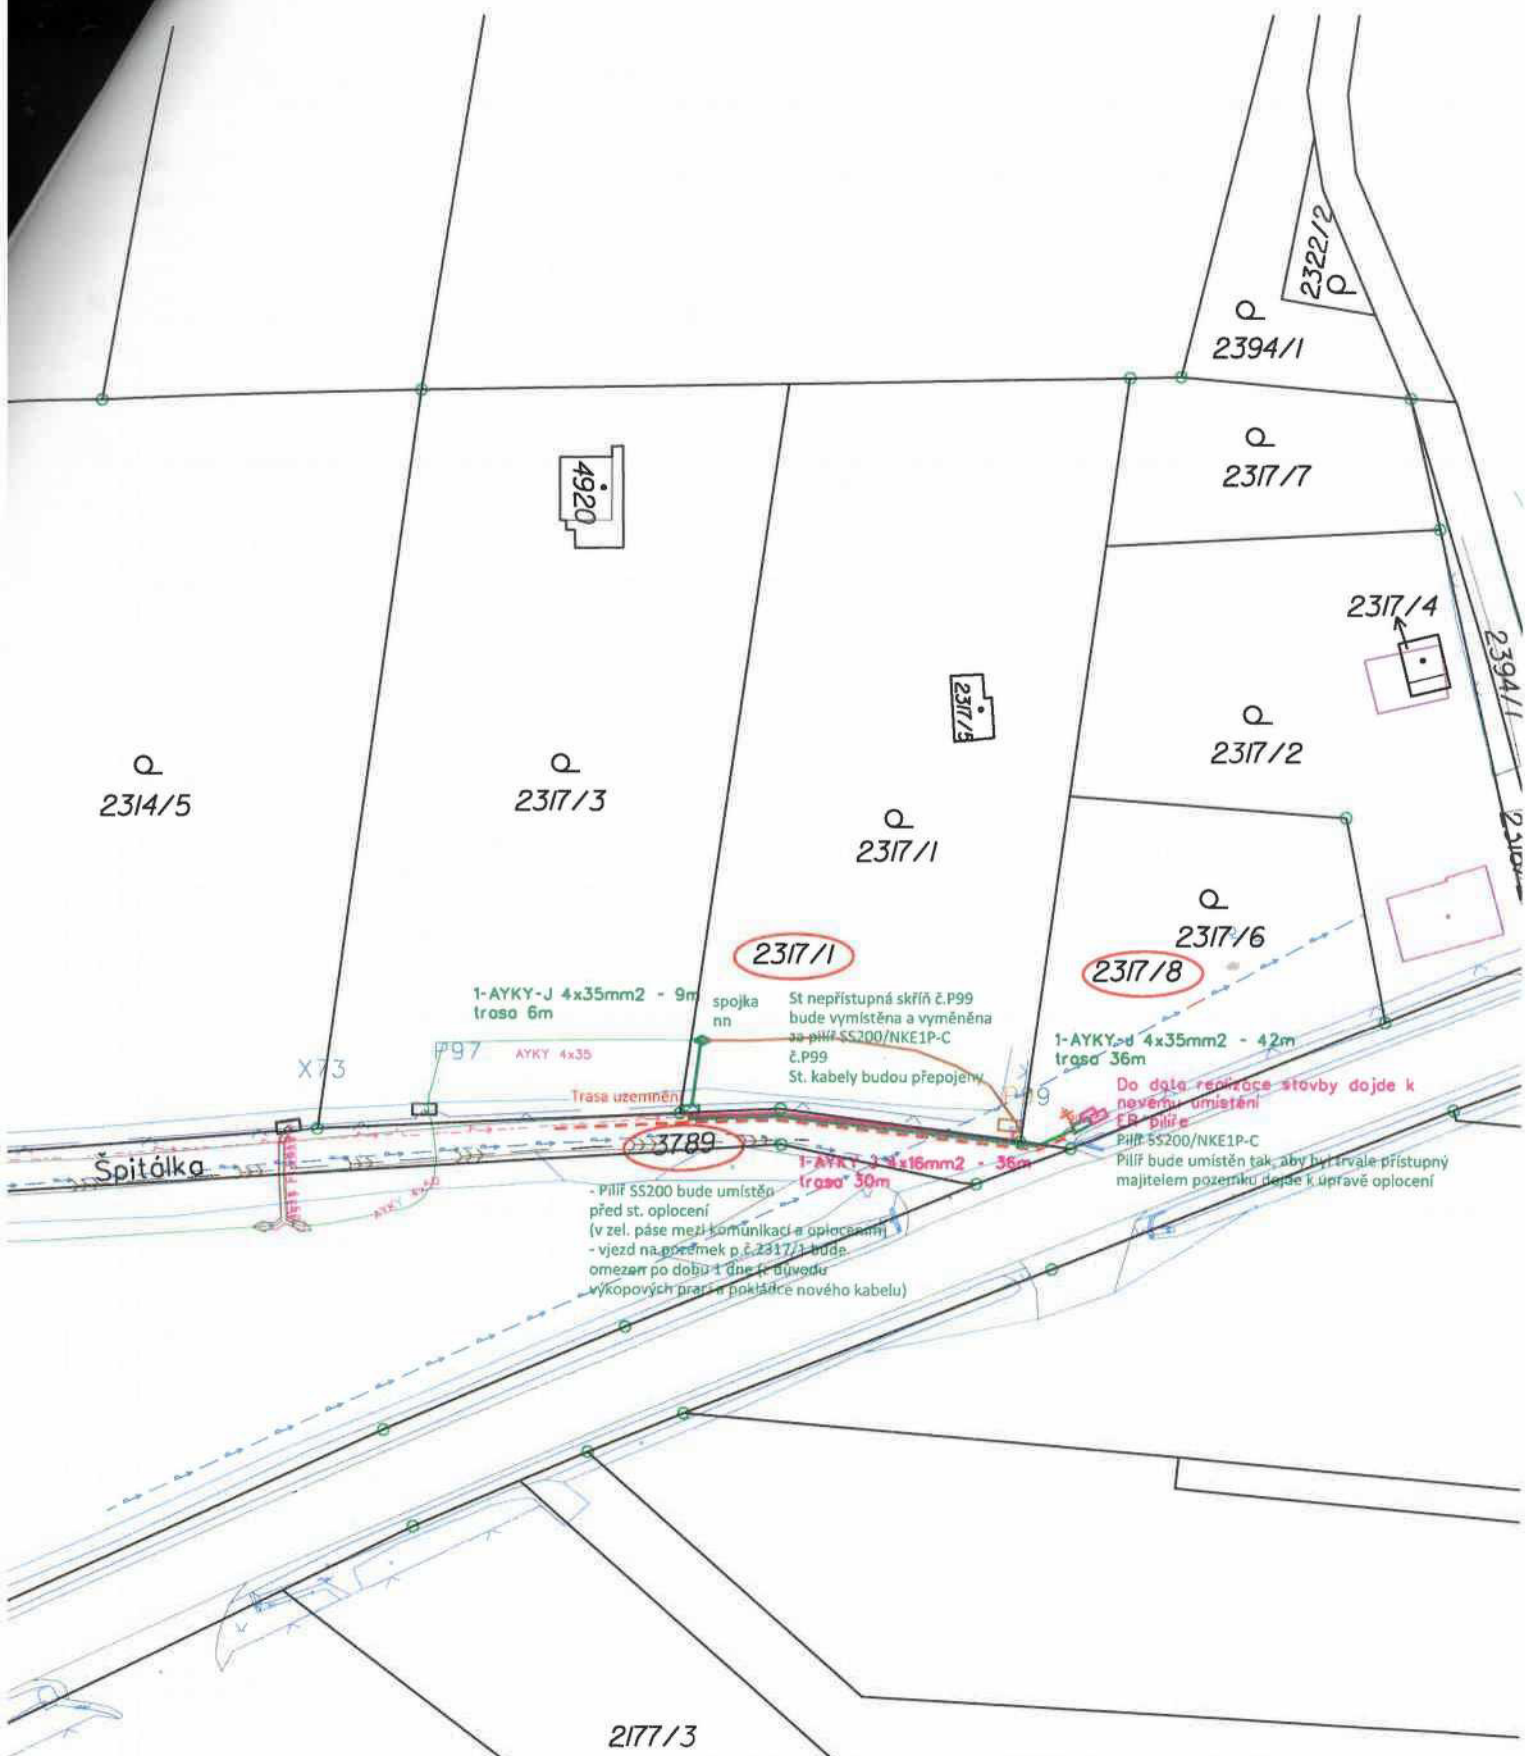 2322/2
2394/1
2317/7
4920
2317/4
2394/1
2317/5
2317/2
2314/5
2317/3
2317/1
2317/6
2317/1
2317/8
1-AYKY-J 4x35mm2 - 9m
trasa 6m
spojka
nn
St nepřístupná skříň č.P99
bude vymístěna a vyměněna
za pilíř SS200/NKE1P-C
č.P99
St. kabely budou přepojeny
1-AYKY-J 4x35mm2 - 42m
trasa 36m
X73
P97
AYKY 4x35
Trasa uzemnění
Do data realizace stavby dojde k
novému umístění
ER pilíře
Pilíř SS200/NKE1P-C
Pilíř bude umístěn tak, aby byl trvale přístupný
majitelem pozemku dojde k úpravě oplocení
3789
Špitálka
1-AYKY-J 4x16mm2 - 36m
trasa 30m
- Pilíř SS200 bude umístěn
před st. oplocení
(v zel. páse mezi komunikací a oplocením)
- vjezd na pozemek p.č.2317/1 bude
omezen po dobu 1 dne (z důvodu
výkopových prací a pokládce nového kabelu)
2177/3